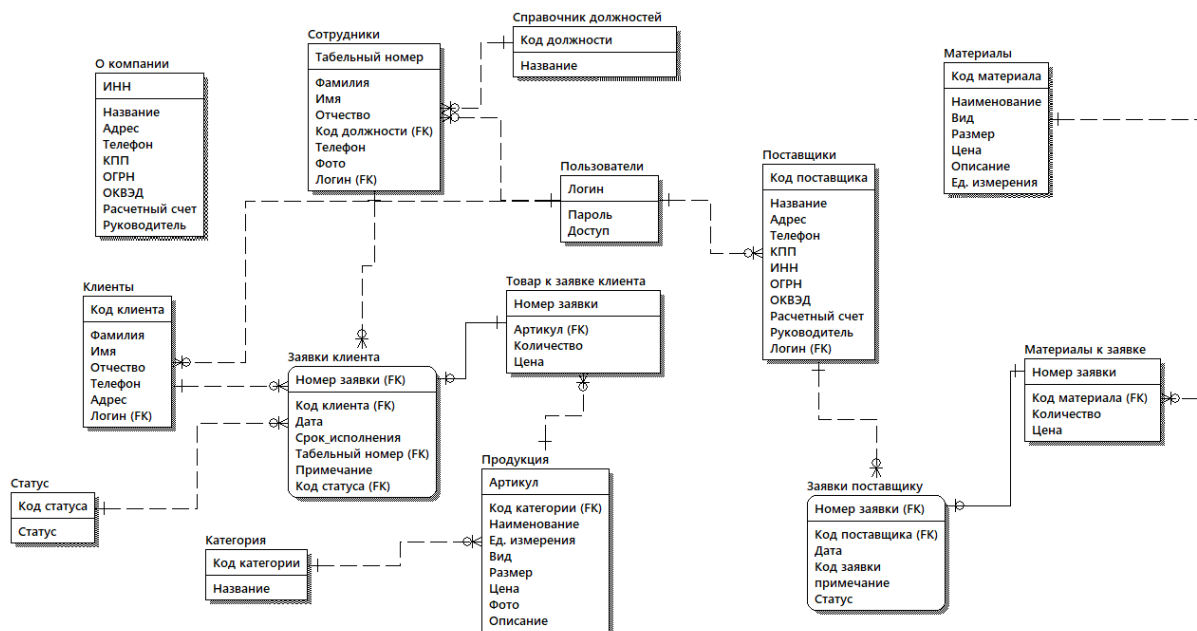 О компании
ИНН
Название
Адрес
Телефон
КПП
ОГРН
ОКВЭД
Расчетный счет
Руководитель
Сотрудники
Табельный номер
Фамилия
Имя
Отчество
Код должности (FK)
Телефон
Фото
Логин (FK)
Справочник должностей
Код должности
Название
Материалы
Код материала
Наименование
Вид
Размер
Цена
Описание
Ед. измерения
Пользователи
Логин
Пароль
Доступ
Поставщики
Код поставщика
Название
Адрес
Телефон
КПП
ИНН
ОГРН
ОКВЭД
Расчетный счет
Руководитель
Логин (FK)
Клиенты
Код клиента
Фамилия
Имя
Отчество
Телефон
Адрес
Логин (FK)
Товар к заявке клиента
Номер заявки
Артикул (FK)
Количество
Цена
Заявки клиента
Номер заявки (FK)
Код клиента (FK)
Дата
Срок_исполнения
Табельный номер (FK)
Примечание
Код статуса (FK)
Материалы к заявке
Номер заявки
Код материала (FK)
Количество
Цена
Статус
Код статуса
Статус
Категория
Код категории
Название
Продукция
Артикул
Код категории (FK)
Наименование
Ед. измерения
Вид
Размер
Цена
Фото
Описание
Заявки поставщику
Номер заявки (FK)
Код поставщика (FK)
Дата
Код заявки
примечание
Статус